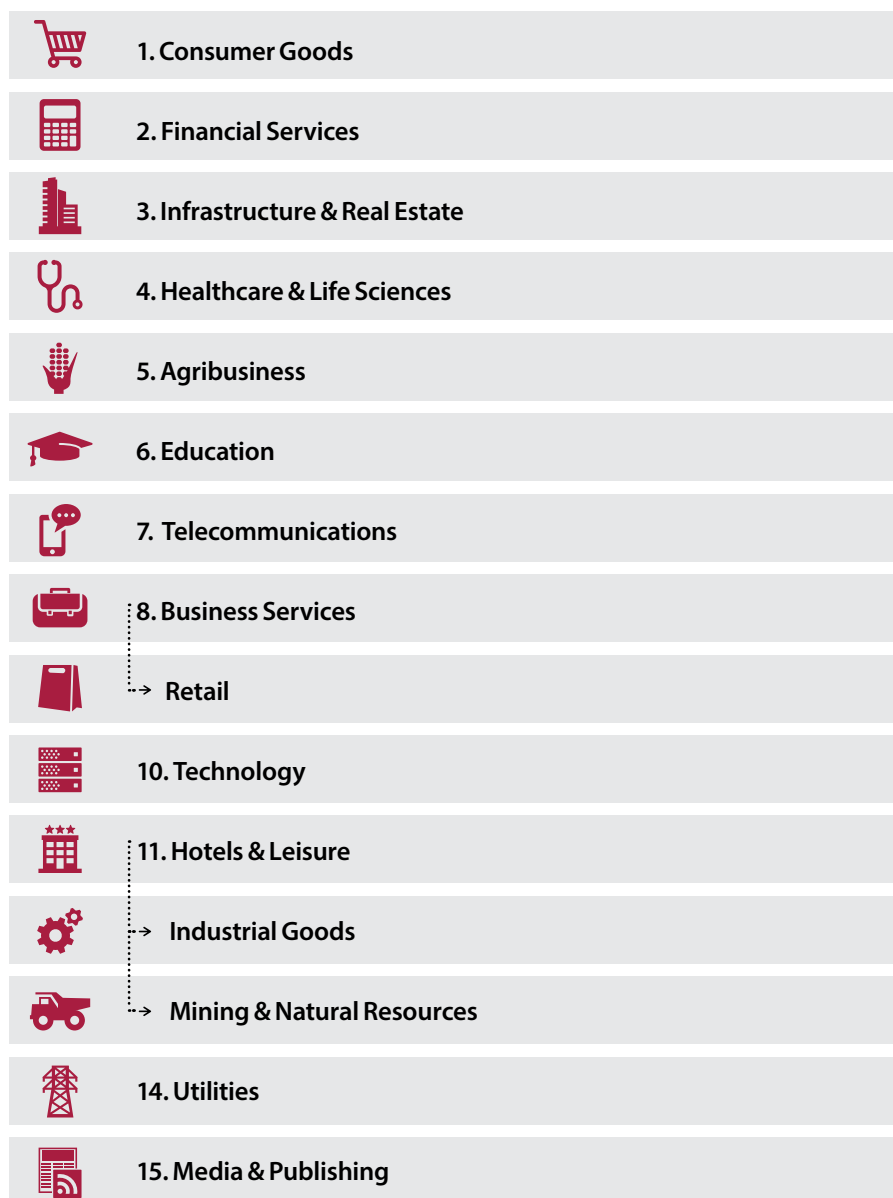 1. Consumer Goods
2. Financial Services
3. Infrastructure & Real Estate
4. Healthcare & Life Sciences
5. Agribusiness
6. Education
7. Telecommunications
8. Business Services
Retail
10. Technology
11. Hotels & Leisure
Industrial Goods
Mining & Natural Resources
14. Utilities
15. Media & Publishing